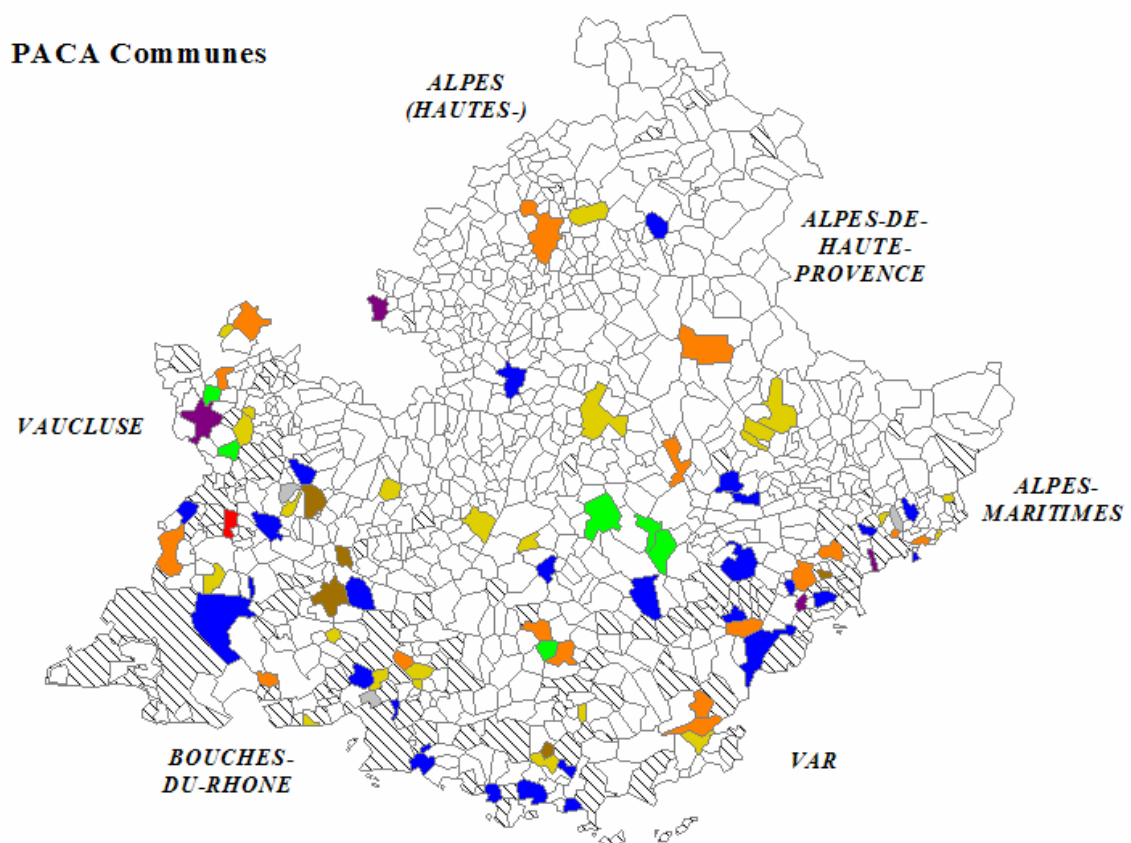 PACA Communes
ALPES
(HAUTES-)
ALPES-DE-
HAUTE-
PROVENCE
VAUCLUSE
ALPES-
MARITIMES
BOUCHES-
DU-RHONE
VAR